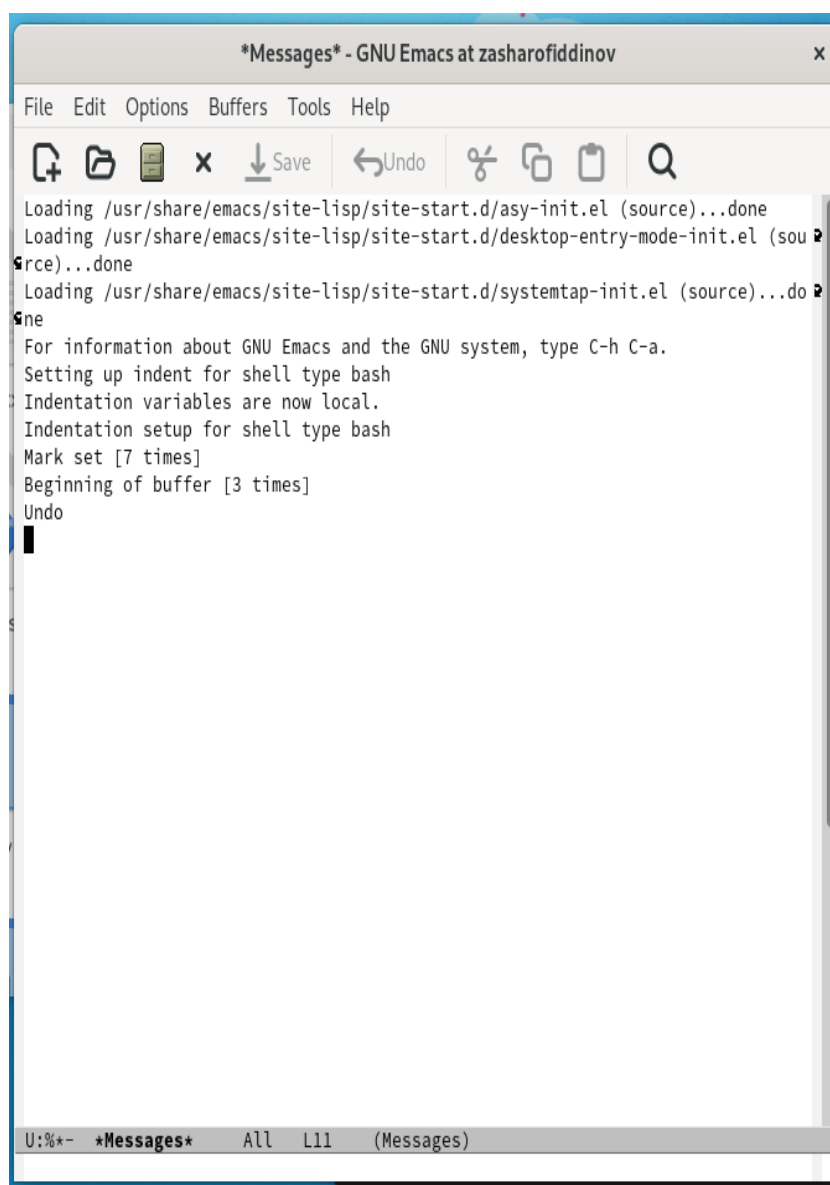 *Messages* - GNU Emacs at zasharofiddinov
File Edit Options Buffers Tools Help
Save Undo
Loading /usr/share/emacs/site-lisp/site-start.d/asy-init.el (source)...done
Loading /usr/share/emacs/site-lisp/site-start.d/desktop-entry-mode-init.el (sou
rce)...done
Loading /usr/share/emacs/site-lisp/site-start.d/systemtap-init.el (source)...do
ne
For information about GNU Emacs and the GNU system, type C-h C-a.
Setting up indent for shell type bash
Indentation variables are now local.
Indentation setup for shell type bash
Mark set [7 times]
Beginning of buffer [3 times]
Undo
U:%*- *Messages* All L11 (Messages)